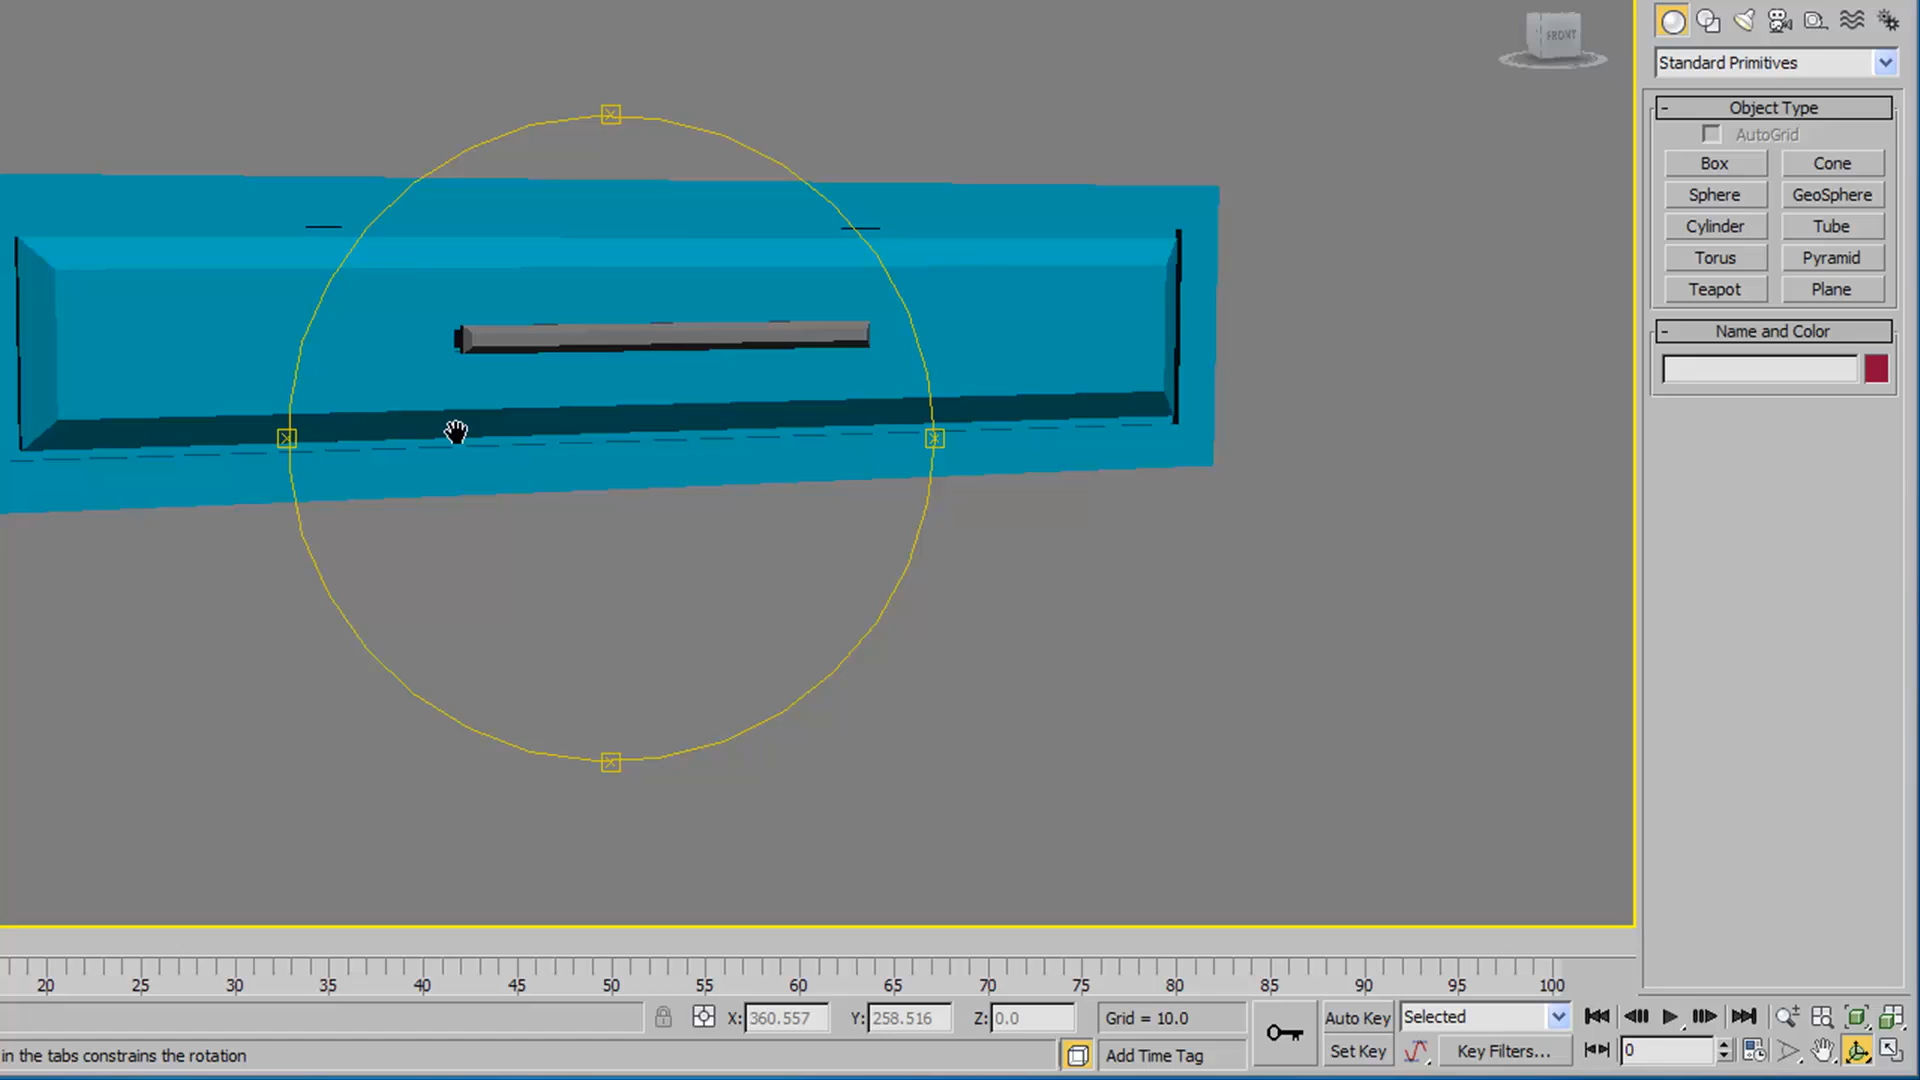 FRONT
Standard Primitives
- Object Type
AutoGrid
Box Cone
Sphere GeoSphere
Cylinder Tube
Torus Pyramid
Teapot Plane
- Name and Color
20 25 30 35 40 45 50 55 60 65 70 75 80 85 90 95 100
X: 360.557 Y: 258.516 Z: 0.0 Grid = 10.0 Auto Key Selected
in the tabs constrains the rotation Add Time Tag Set Key Key Filters... 0